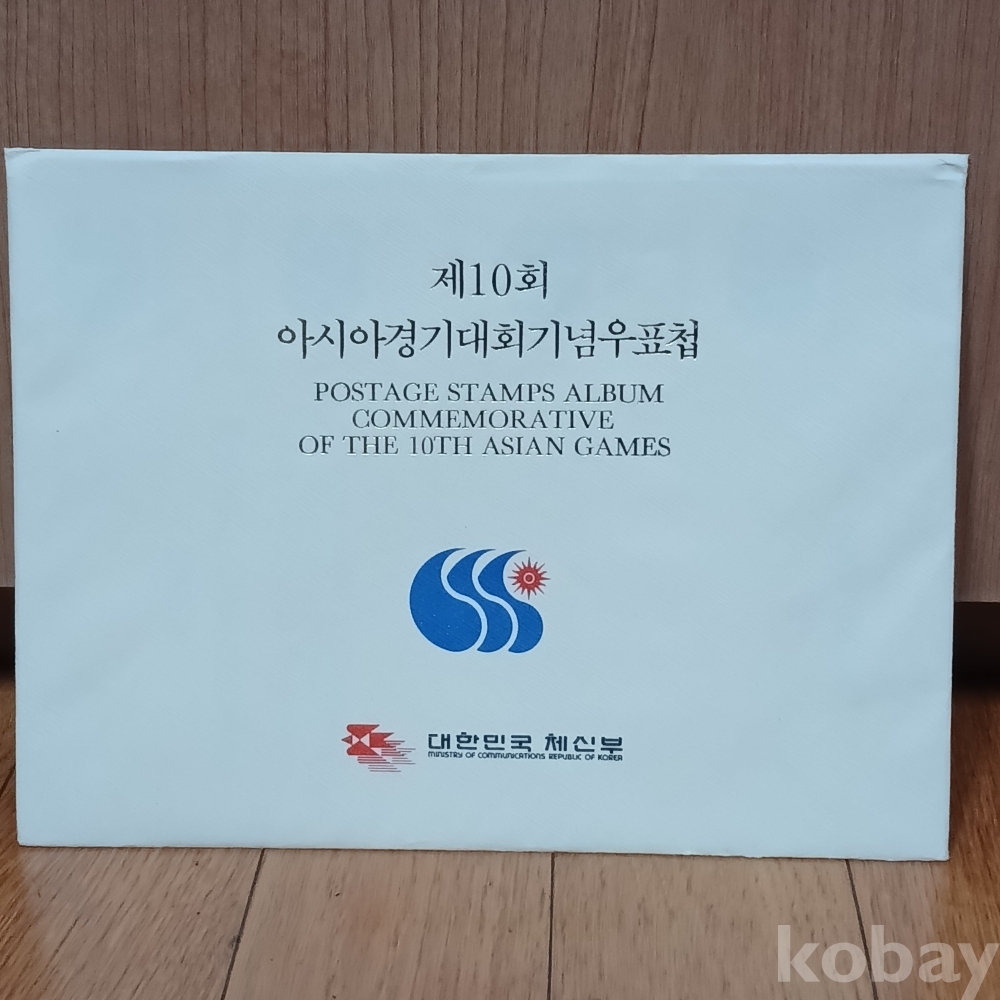 제10회
아시아경기대회기념우표첩
POSTAGE STAMPS ALBUM
COMMEMORATIVE
OF THE 10TH ASIAN GAMES
대한민국 체신부
MINISTRY OF COMMUNICATIONS REPUBLIC OF KOREA
kobay